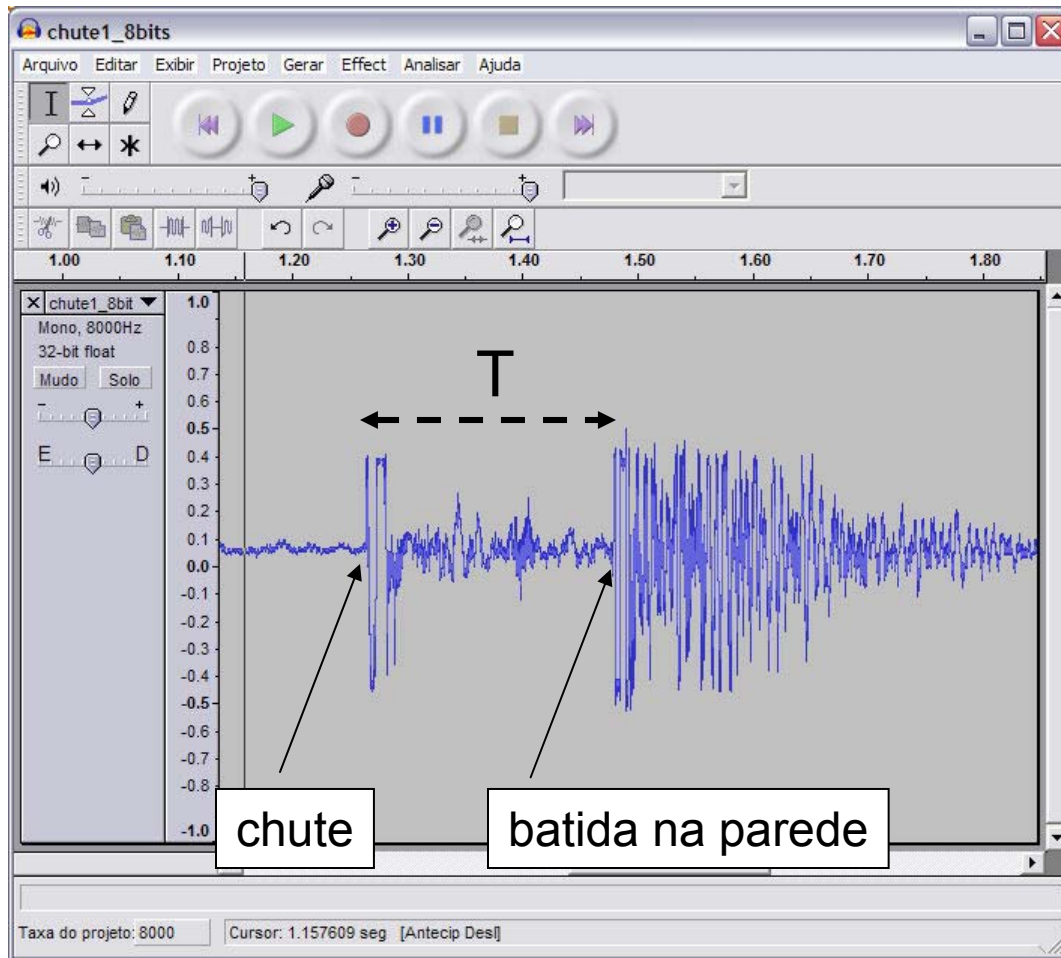 chute1_8bits
Arquivo Editar Exibir Projeto Gerar Effect Analisar Ajuda
1.00 1.10 1.20 1.30 1.40 1.50 1.60 1.70 1.80
chute1_8bit
Mono, 8000Hz
32-bit float
Mudo Solo
- +
E D
1.0
0.8
0.7
0.6
0.5
0.4
0.3
0.2
0.1
0.0
-0.1
-0.2
-0.3
-0.4
-0.5
-0.6
-0.7
-0.8
-1.0
T
chute
batida na parede
Taxa do projeto: 8000 Cursor: 1.157609 seg [Antecip Desl]